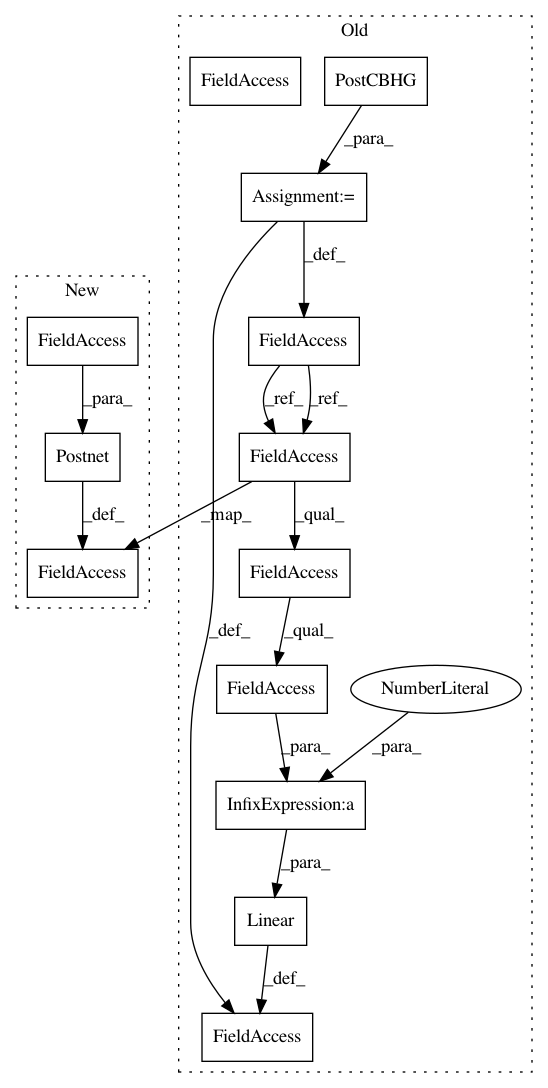 Old
FieldAccess
PostCBHG
_para_
Assignment:=
New
_def_
FieldAccess
FieldAccess
_para_
_ref_
_ref_
Postnet
FieldAccess
_def_
_map_
_qual_
FieldAccess
FieldAccess
_def_
_qual_
FieldAccess
NumberLiteral
_para_
_para_
InfixExpression:a
_para_
Linear
_def_
FieldAccess